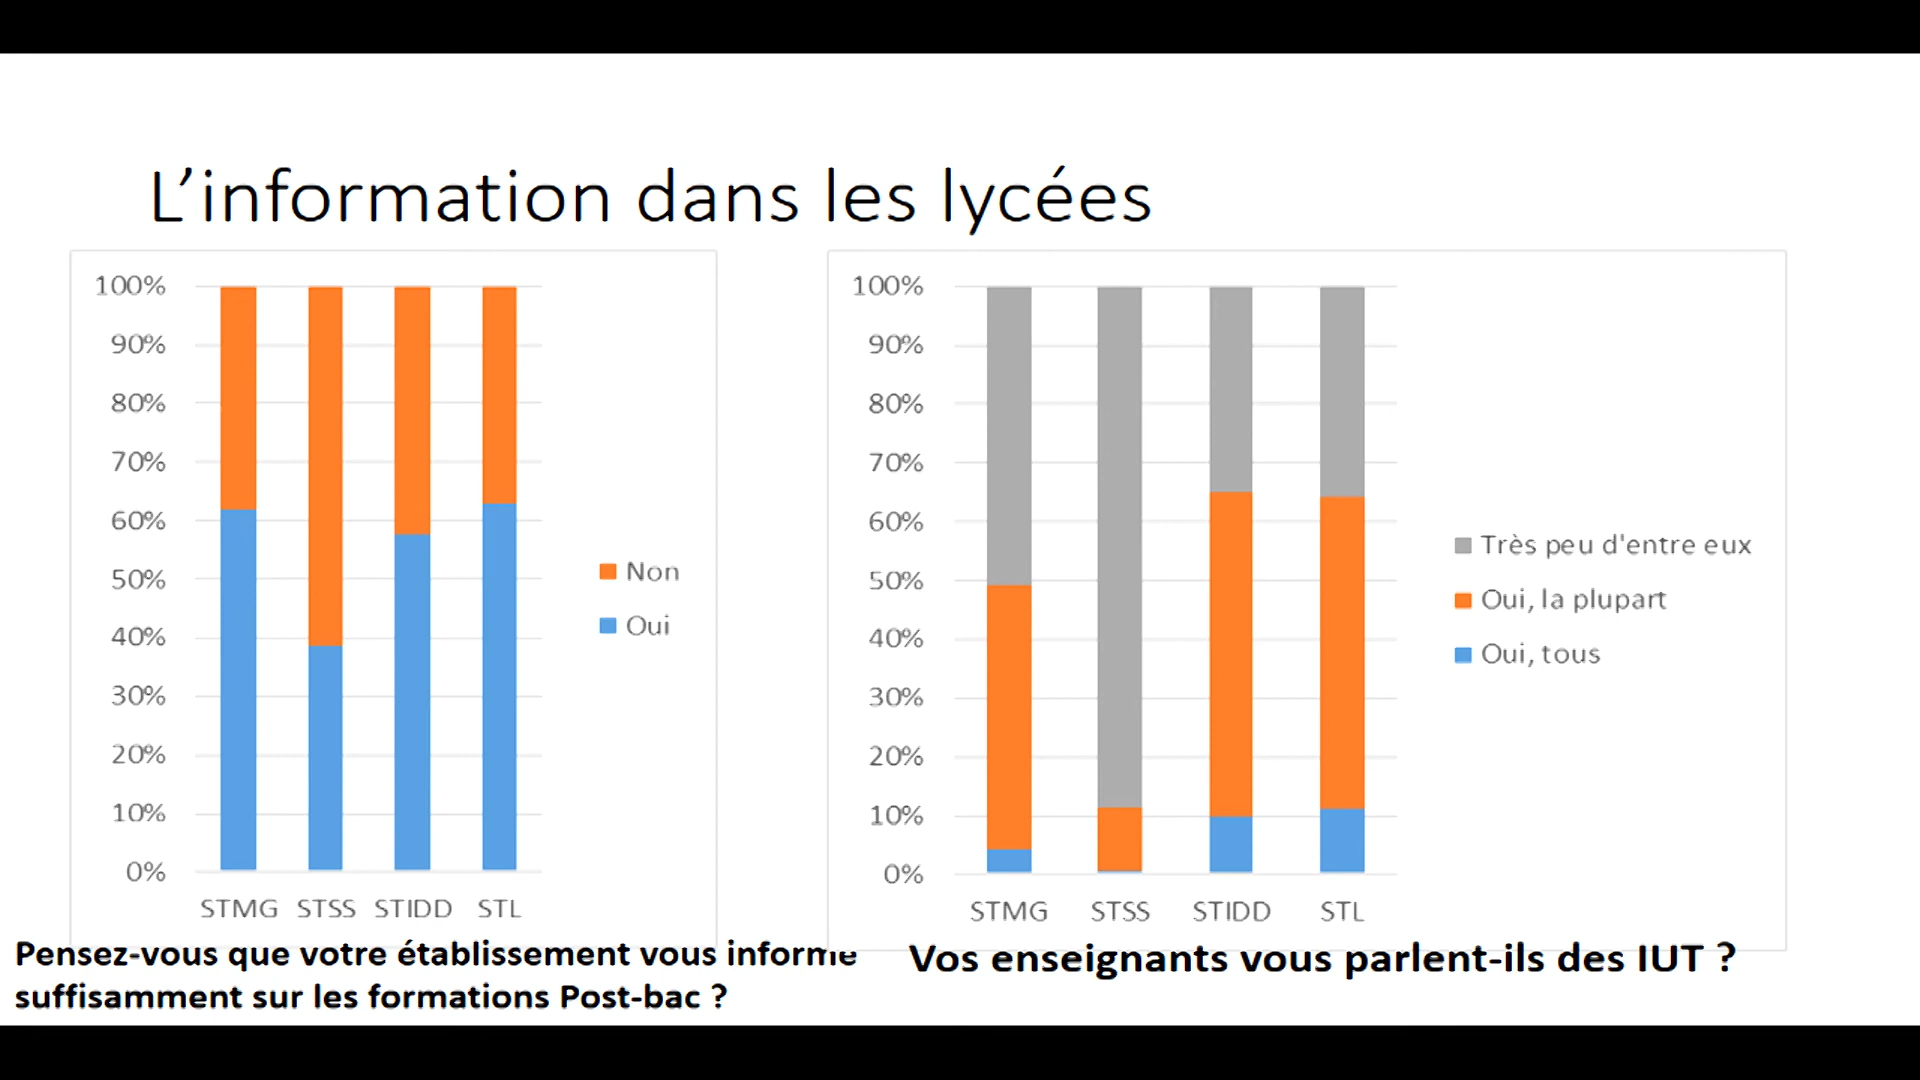 L’information dans les lycées
100%
90%
80%
70%
60%
50%
40%
30%
20%
10%
0%
STMG STSS STIDD STL
Non
Oui
Pensez-vous que votre établissement vous informe
suffisamment sur les formations Post-bac ?
100%
90%
80%
70%
60%
50%
40%
30%
20%
10%
0%
STMG STSS STIDD STL
Très peu d'entre eux
Oui, la plupart
Oui, tous
Vos enseignants vous parlent-ils des IUT ?